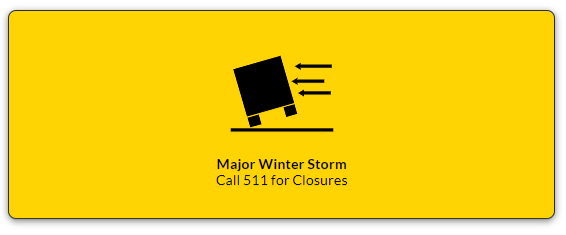 Major Winter Storm
Call 511 for Closures